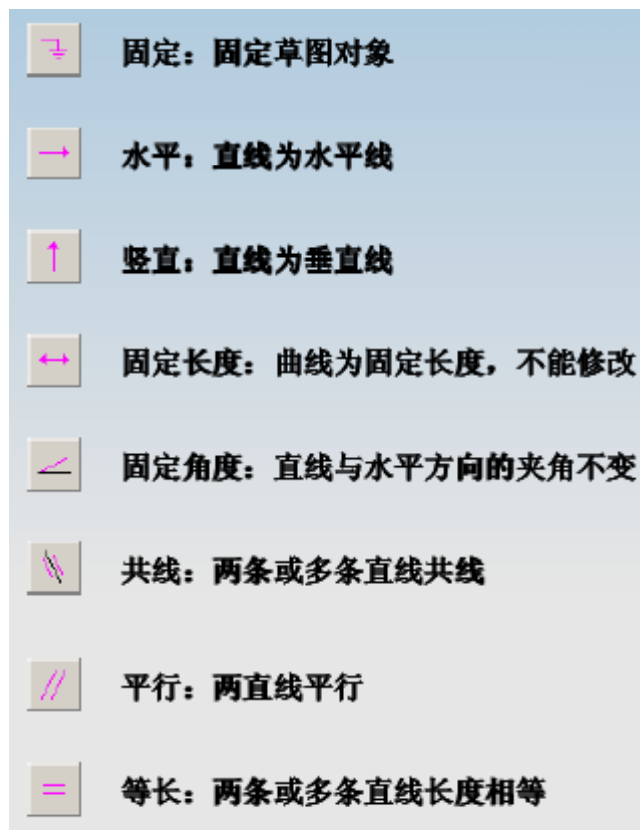 固定：固定草图对象
水平：直线为水平线
竖直：直线为垂直线
固定长度：曲线为固定长度，不能修改
固定角度：直线与水平方向的夹角不变
共线：两条或多条直线共线
平行：两直线平行
等长：两条或多条直线长度相等